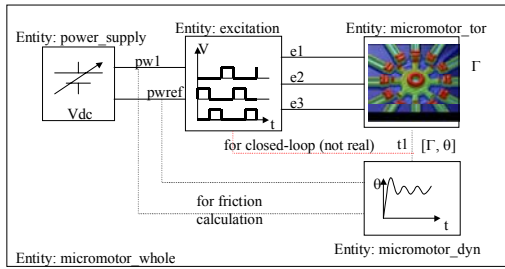 Entity: excitation
Entity: power_supply
Entity: micromotor_tor
V
e1
pw1
Γ
e2
pwref
e3
Vdc
t
for closed-loop (not real)
t1
[Γ, θ]
θ
for friction
calculation
t
Entity: micromotor_dyn
Entity: micromotor_whole